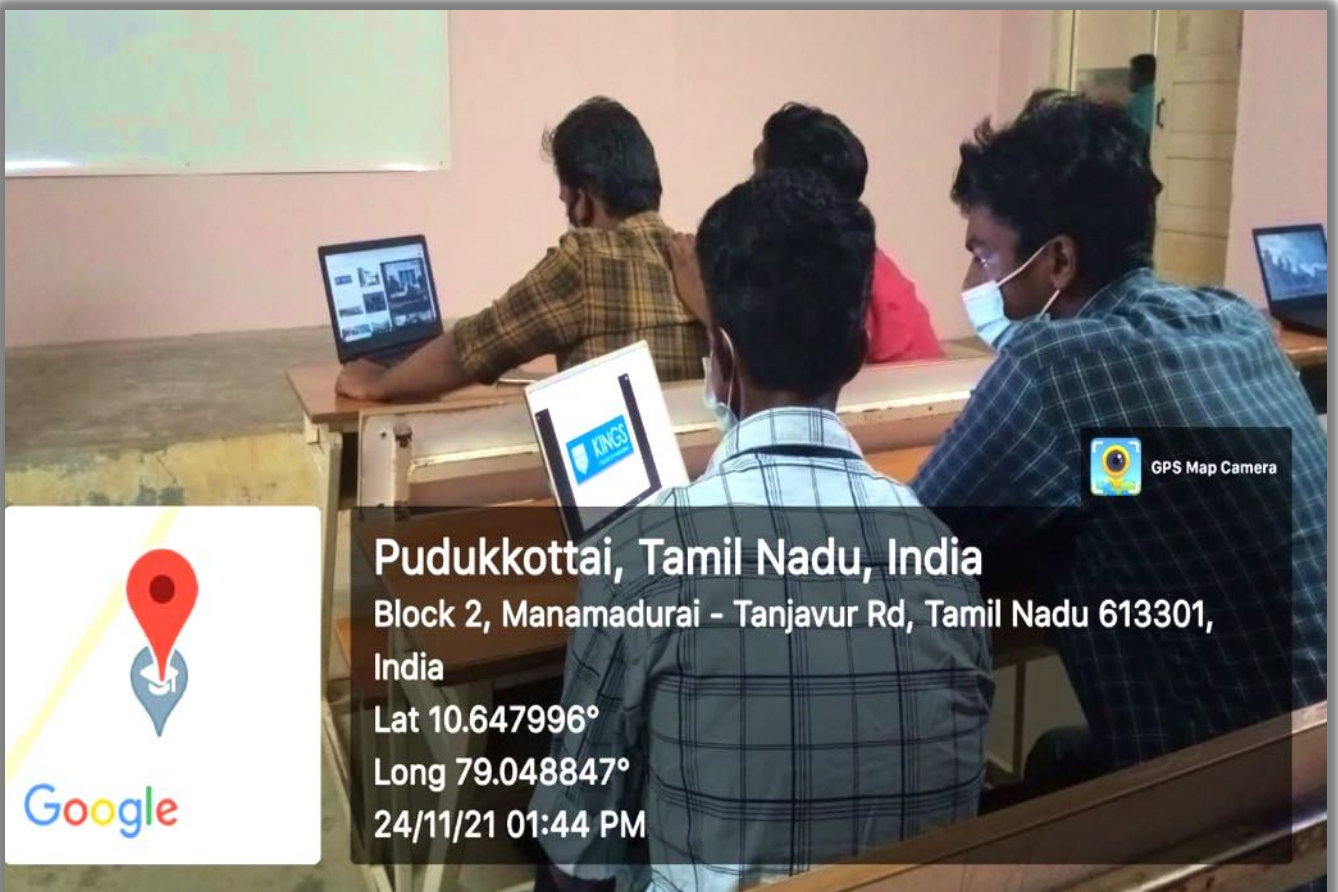 KINGS
GPS Map Camera
Pudukkottai, Tamil Nadu, India
Block 2, Manamadurai - Tanjavur Rd, Tamil Nadu 613301,
India
Lat 10.647996°
Long 79.048847°
24/11/21 01:44 PM
Google